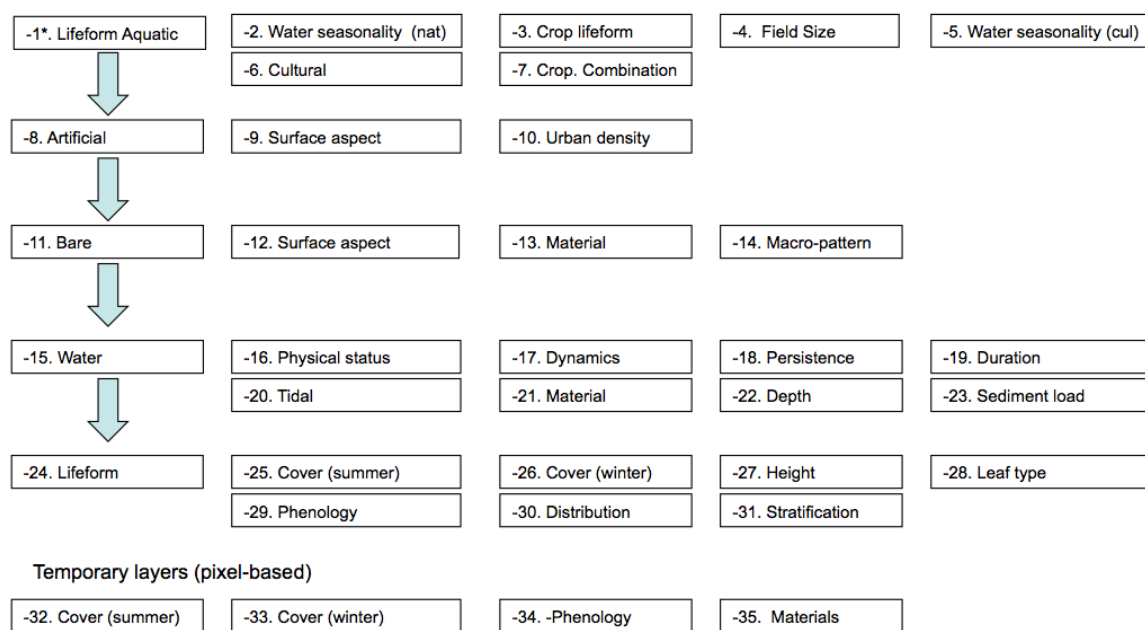 -1*. Lifeform Aquatic
-2. Water seasonality (nat)
-3. Crop lifeform
-4. Field Size
-5. Water seasonality (cul)
-6. Cultural
-7. Crop. Combination
-8. Artificial
-9. Surface aspect
-10. Urban density
-11. Bare
-12. Surface aspect
-13. Material
-14. Macro-pattern
-15. Water
-16. Physical status
-17. Dynamics
-18. Persistence
-19. Duration
-20. Tidal
-21. Material
-22. Depth
-23. Sediment load
-24. Lifeform
-25. Cover (summer)
-26. Cover (winter)
-27. Height
-28. Leaf type
-29. Phenology
-30. Distribution
-31. Stratification
Temporary layers (pixel-based)
-32. Cover (summer)
-33. Cover (winter)
-34. -Phenology
-35. Materials